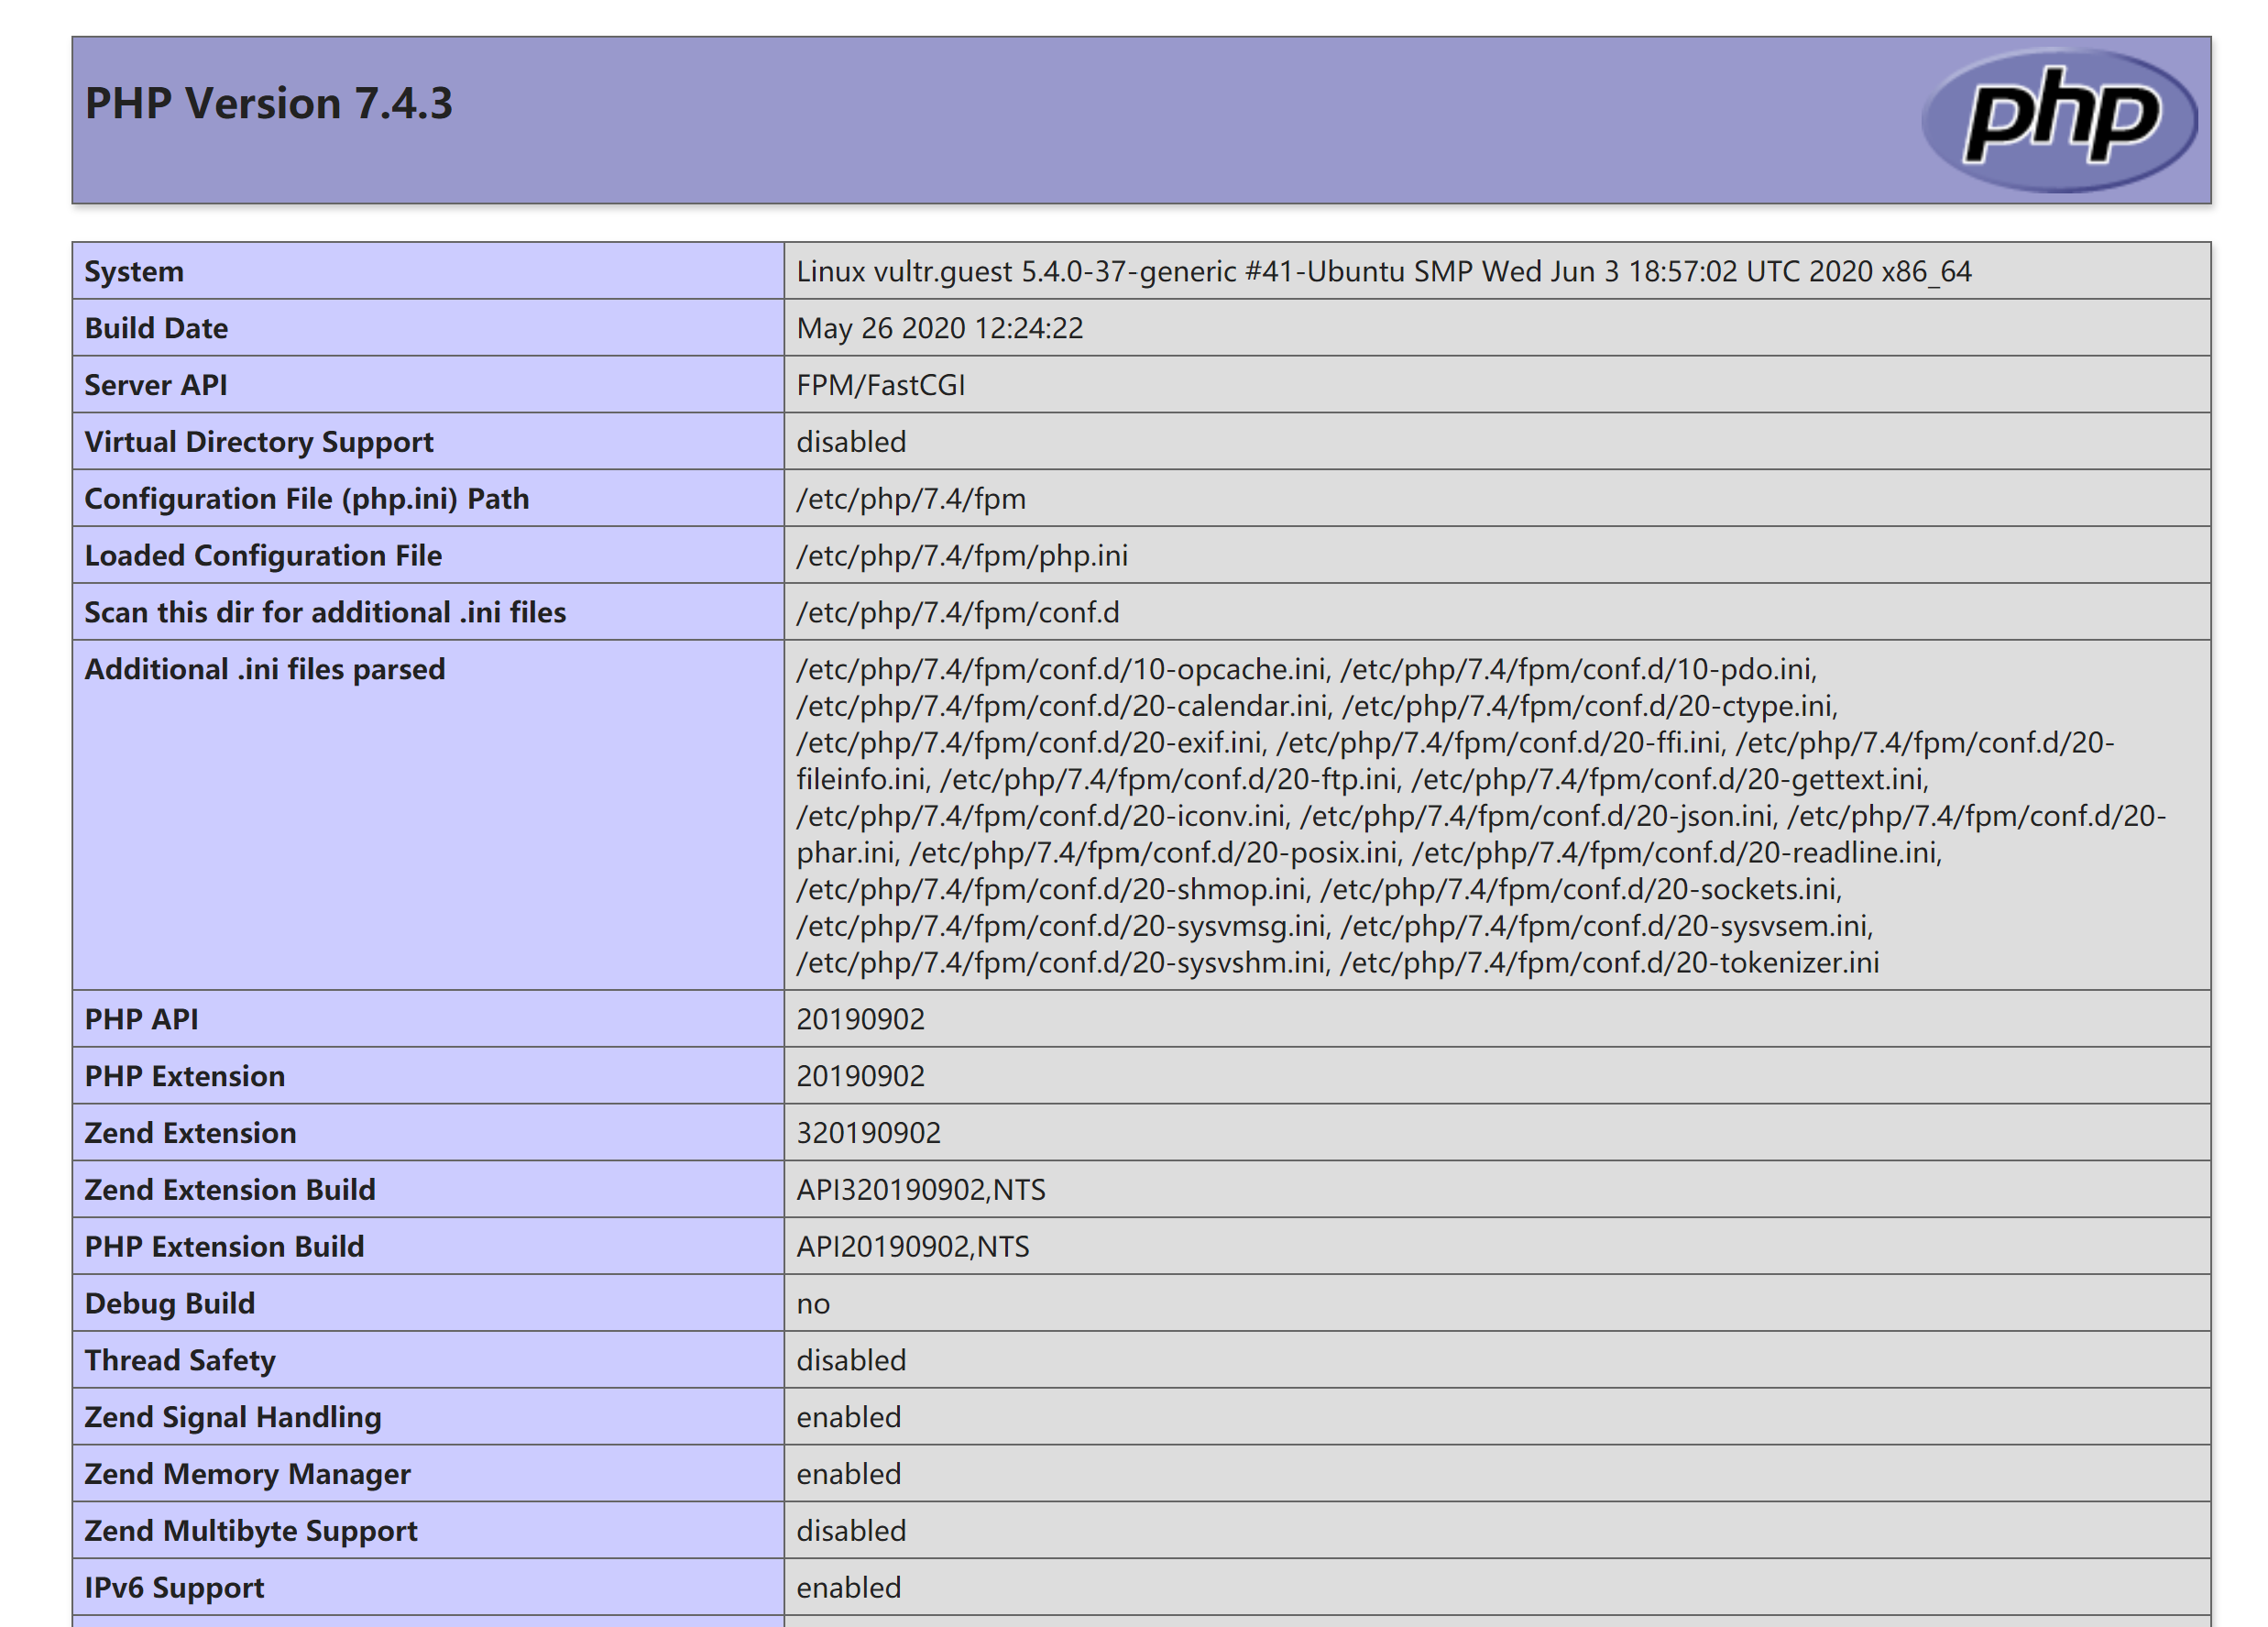 PHP Version 7.4.3
php
System
Linux vultr.guest 5.4.0-37-generic #41-Ubuntu SMP Wed Jun 3 18:57:02 UTC 2020 x86_64
Build Date
May 26 2020 12:24:22
Server API
FPM/FastCGI
Virtual Directory Support
disabled
Configuration File (php.ini) Path
/etc/php/7.4/fpm
Loaded Configuration File
/etc/php/7.4/fpm/php.ini
Scan this dir for additional .ini files
/etc/php/7.4/fpm/conf.d
Additional .ini files parsed
/etc/php/7.4/fpm/conf.d/10-opcache.ini, /etc/php/7.4/fpm/conf.d/10-pdo.ini,
/etc/php/7.4/fpm/conf.d/20-calendar.ini, /etc/php/7.4/fpm/conf.d/20-ctype.ini,
/etc/php/7.4/fpm/conf.d/20-exif.ini, /etc/php/7.4/fpm/conf.d/20-ffi.ini, /etc/php/7.4/fpm/conf.d/20-
fileinfo.ini, /etc/php/7.4/fpm/conf.d/20-ftp.ini, /etc/php/7.4/fpm/conf.d/20-gettext.ini,
/etc/php/7.4/fpm/conf.d/20-iconv.ini, /etc/php/7.4/fpm/conf.d/20-json.ini, /etc/php/7.4/fpm/conf.d/20-
phar.ini, /etc/php/7.4/fpm/conf.d/20-posix.ini, /etc/php/7.4/fpm/conf.d/20-readline.ini,
/etc/php/7.4/fpm/conf.d/20-shmop.ini, /etc/php/7.4/fpm/conf.d/20-sockets.ini,
/etc/php/7.4/fpm/conf.d/20-sysvmsg.ini, /etc/php/7.4/fpm/conf.d/20-sysvsem.ini,
/etc/php/7.4/fpm/conf.d/20-sysvshm.ini, /etc/php/7.4/fpm/conf.d/20-tokenizer.ini
PHP API
20190902
PHP Extension
20190902
Zend Extension
320190902
Zend Extension Build
API320190902,NTS
PHP Extension Build
API20190902,NTS
Debug Build
no
Thread Safety
disabled
Zend Signal Handling
enabled
Zend Memory Manager
enabled
Zend Multibyte Support
disabled
IPv6 Support
enabled